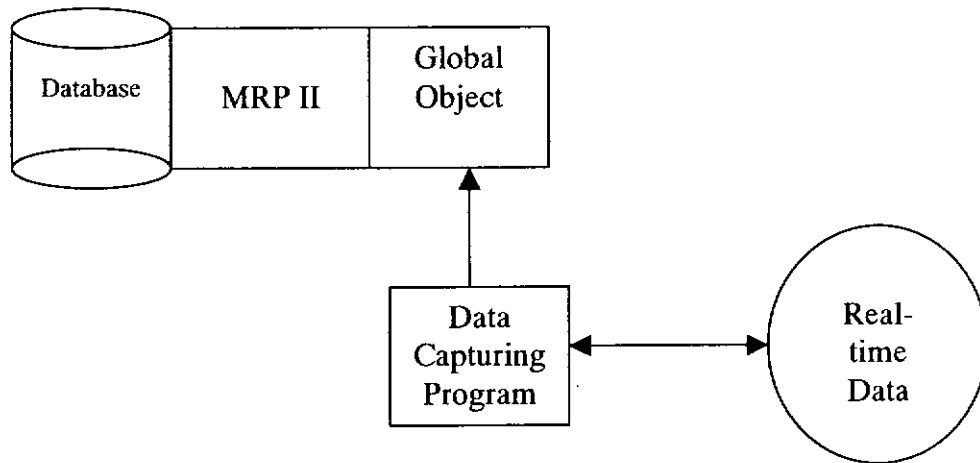 Database
MRP II
Global
Object
Data
Capturing
Program
Real-
time
Data